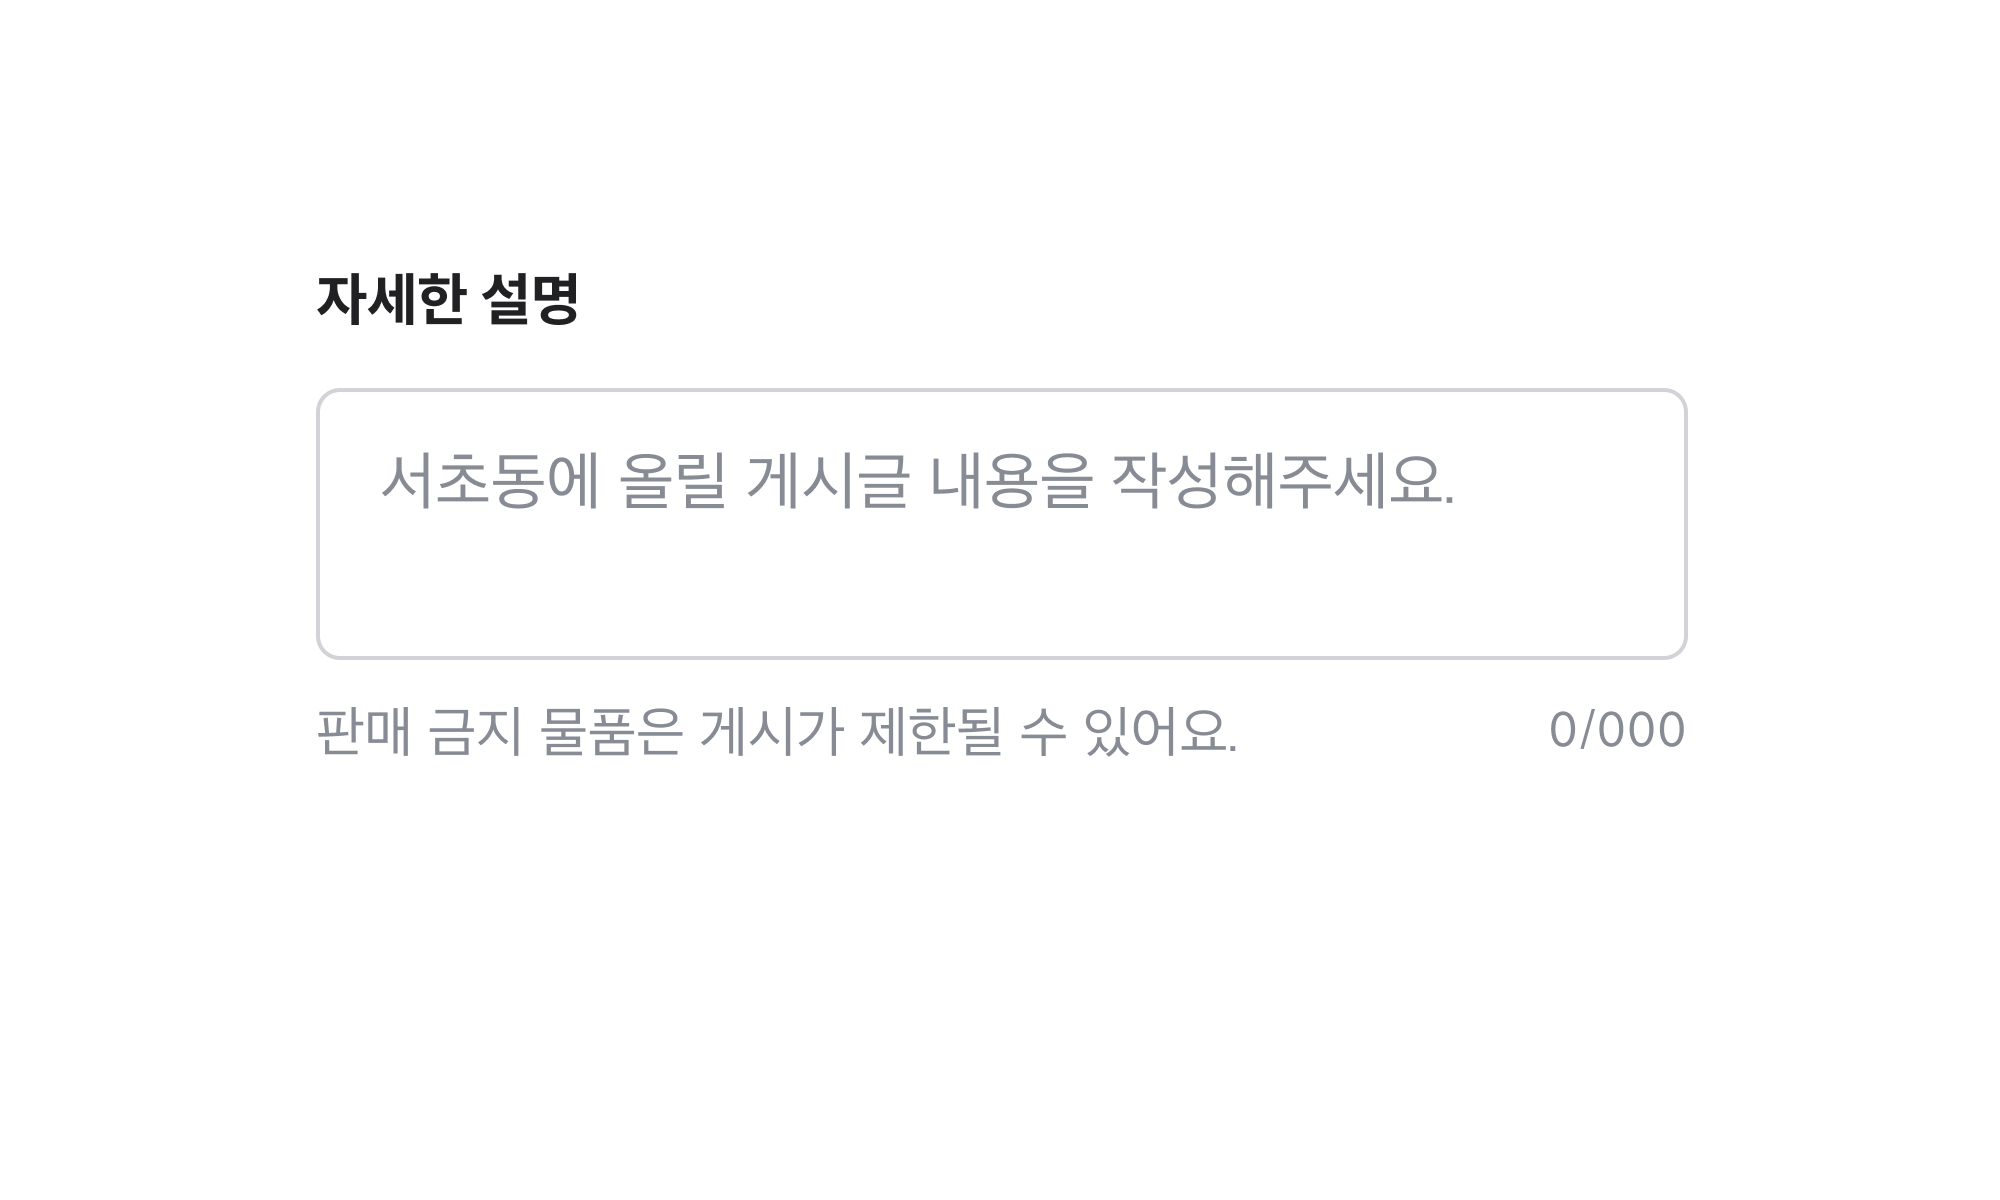 자세한 설명
서초동에 올릴 게시글 내용을 작성해주세요.
판매 금지 물품은 게시가 제한될 수 있어요. 0/000